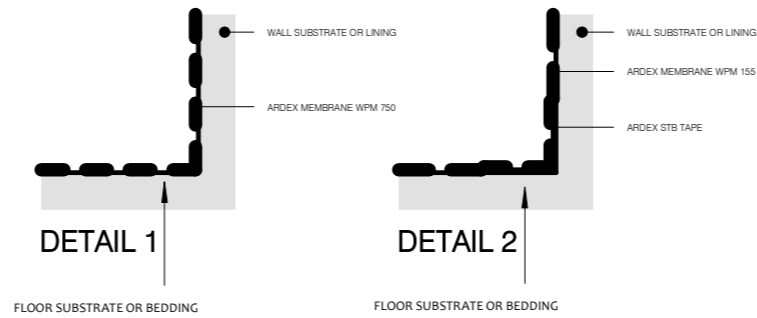 WALL SUBSTRATE OR LINING
ARDEX MEMBRANE WPM 750
DETAIL 1
FLOOR SUBSTRATE OR BEDDING
WALL SUBSTRATE OR LINING
ARDEX MEMBRANE WPM 155
ARDEX STB TAPE
DETAIL 2
FLOOR SUBSTRATE OR BEDDING